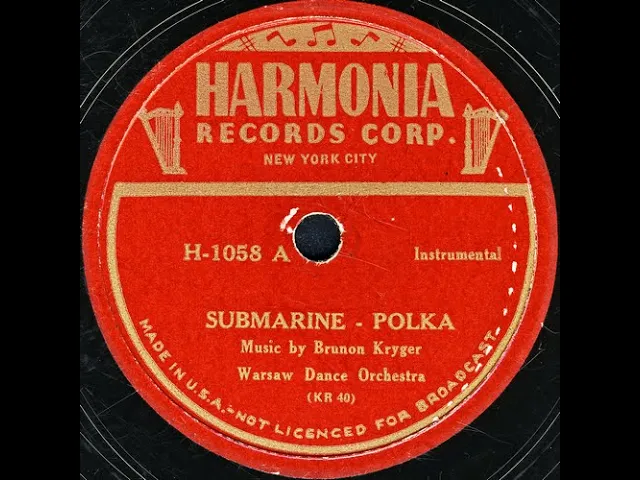 HARMONIA
RECORDS CORP.
NEW YORK CITY
H-1058 A
Instrumental
SUBMARINE - POLKA
Music by Brunon Kryger
Warsaw Dance Orchestra
(KR 40)
MADE IN U.S.A.-NOT LICENCED FOR BROADCAST.